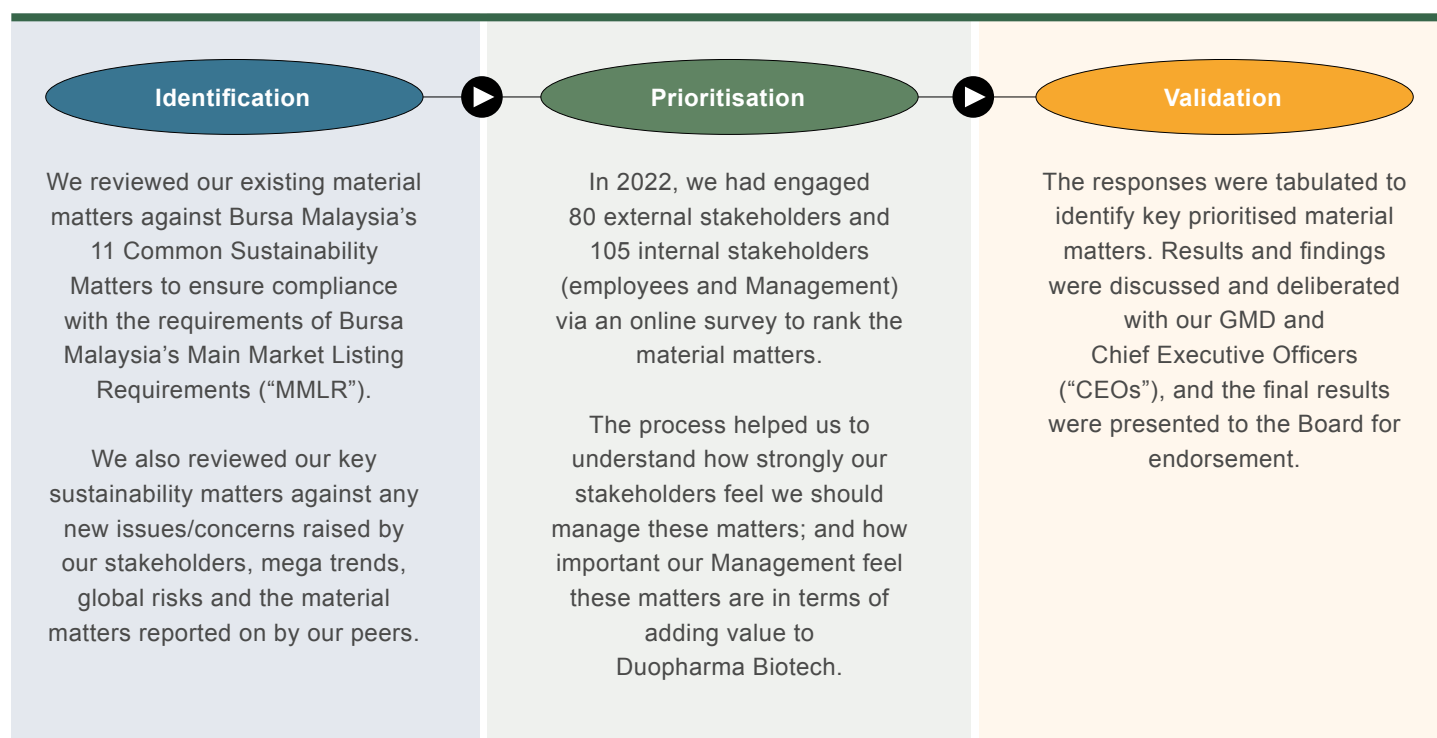 Identification
We reviewed our existing material
matters against Bursa Malaysia’s
11 Common Sustainability
Matters to ensure compliance
with the requirements of Bursa
Malaysia’s Main Market Listing
Requirements (“MMLR”).
We also reviewed our key
sustainability matters against any
new issues/concerns raised by
our stakeholders, mega trends,
global risks and the material
matters reported on by our peers.
Prioritisation
In 2022, we had engaged
80 external stakeholders and
105 internal stakeholders
(employees and Management)
via an online survey to rank the
material matters.
The process helped us to
understand how strongly our
stakeholders feel we should
manage these matters; and how
important our Management feel
these matters are in terms of
adding value to
Duopharma Biotech.
Validation
The responses were tabulated to
identify key prioritised material
matters. Results and findings
were discussed and deliberated
with our GMD and
Chief Executive Officers
(“CEOs”), and the final results
were presented to the Board for
endorsement.